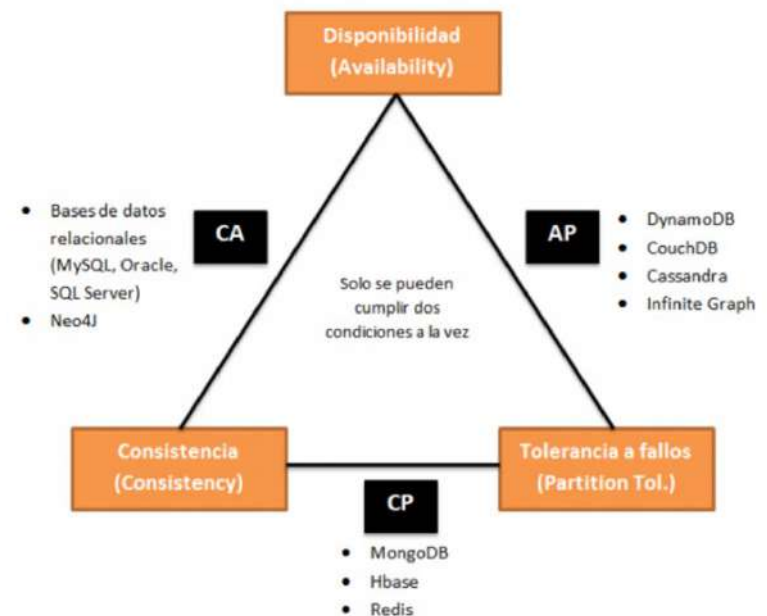 Disponibilidad
(Availability)
• Bases de datos
relacionales
(MySQL, Oracle,
SQL Server)
• Neo4J
CA
Solo se pueden
cumplir dos
condiciones a la vez
AP
• DynamoDB
• CouchDB
• Cassandra
• Infinite Graph
Consistencia
(Consistency)
Tolerancia a fallos
(Partition Tol.)
CP
• MongoDB
• Hbase
• Redis